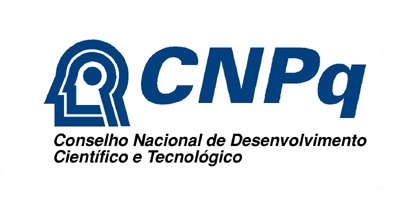 CNPq
Conselho Nacional de Desenvolvimento
Científico e Tecnológico